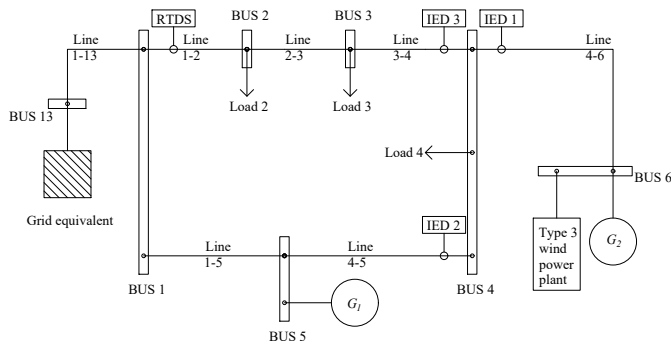 RTDS
BUS 2
BUS 3
IED 3
IED 1
Line
1-13
Line
1-2
Line
2-3
Line
3-4
Line
4-6
Load 2
Load 3
BUS 13
Load 4
BUS 6
Grid equivalent
Type 3
wind
power
plant
G2
IED 2
Line
1-5
Line
4-5
BUS 1
BUS 4
G1
BUS 5